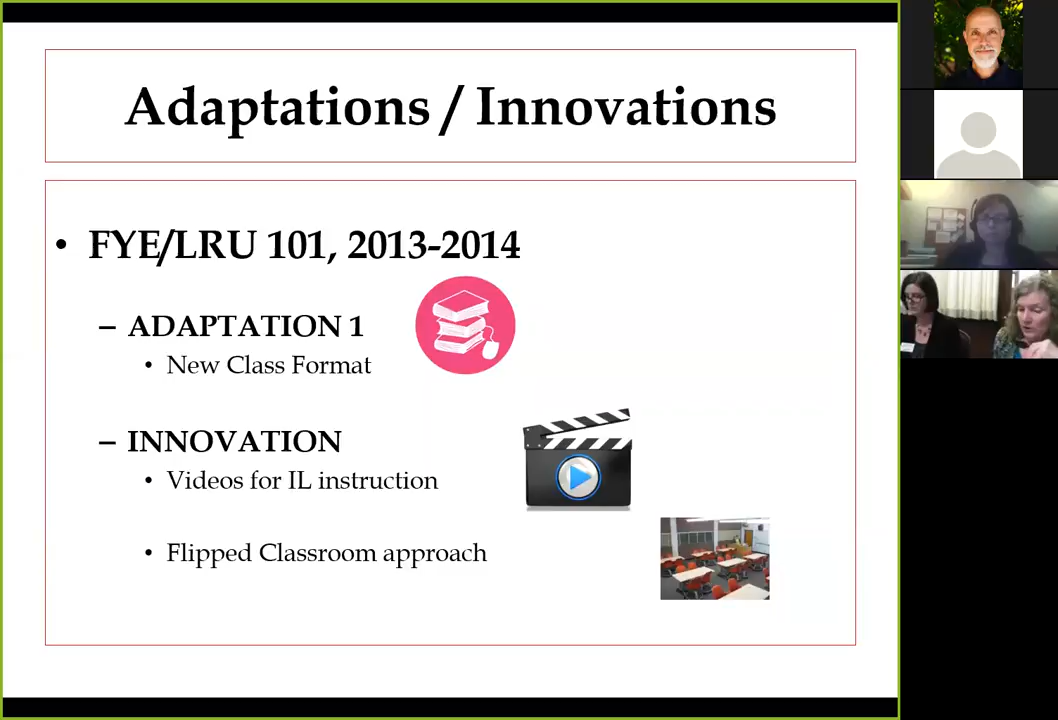 Adaptations / Innovations
• FYE/LRU 101, 2013-2014
– ADAPTATION 1
• New Class Format
– INNOVATION
• Videos for IL instruction
• Flipped Classroom approach